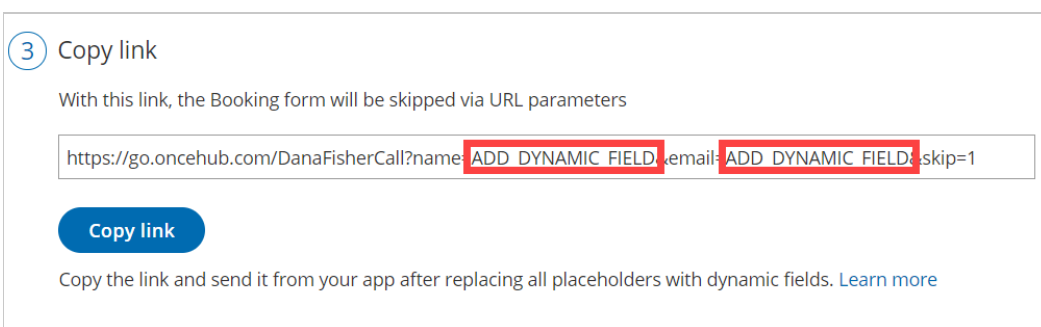 3 Copy link
With this link, the Booking form will be skipped via URL parameters
https://go.oncehub.com/DanaFisherCall?name=ADD_DYNAMIC_FIELD&email=ADD_DYNAMIC_FIELD&skip=1
Copy link
Copy the link and send it from your app after replacing all placeholders with dynamic fields. Learn more